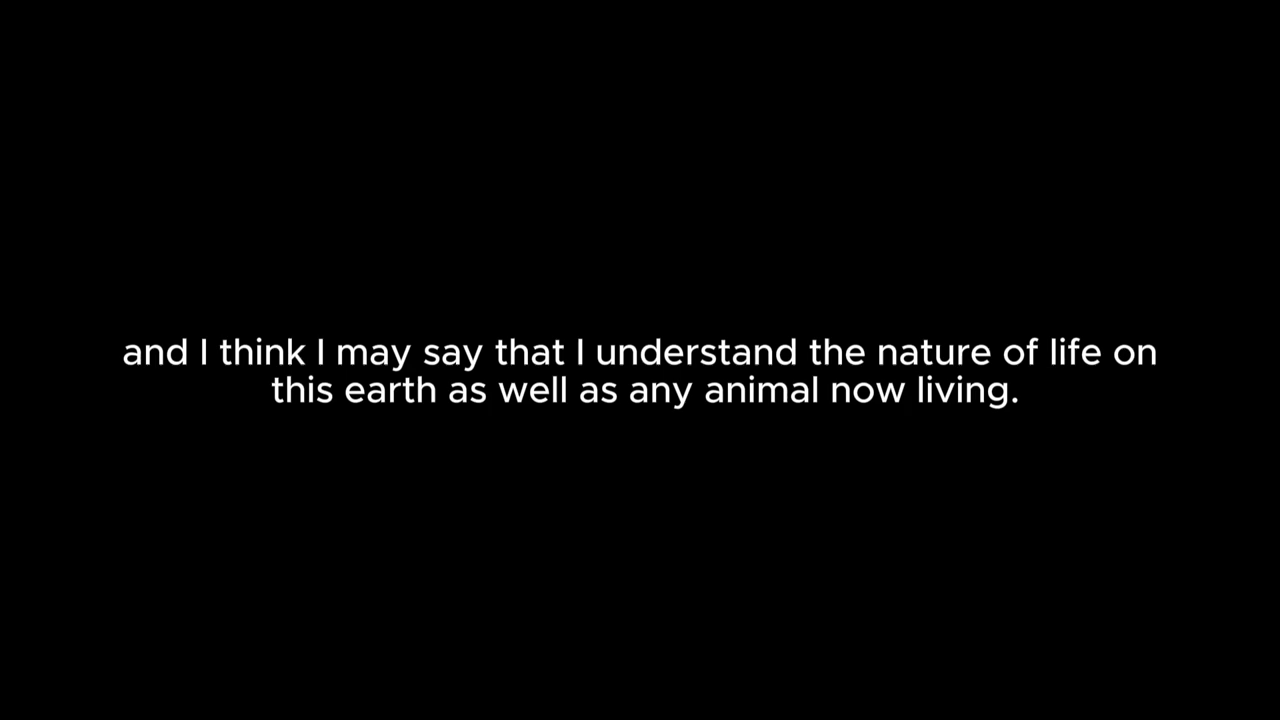 and I think I may say that I understand the nature of life on
this earth as well as any animal now living.